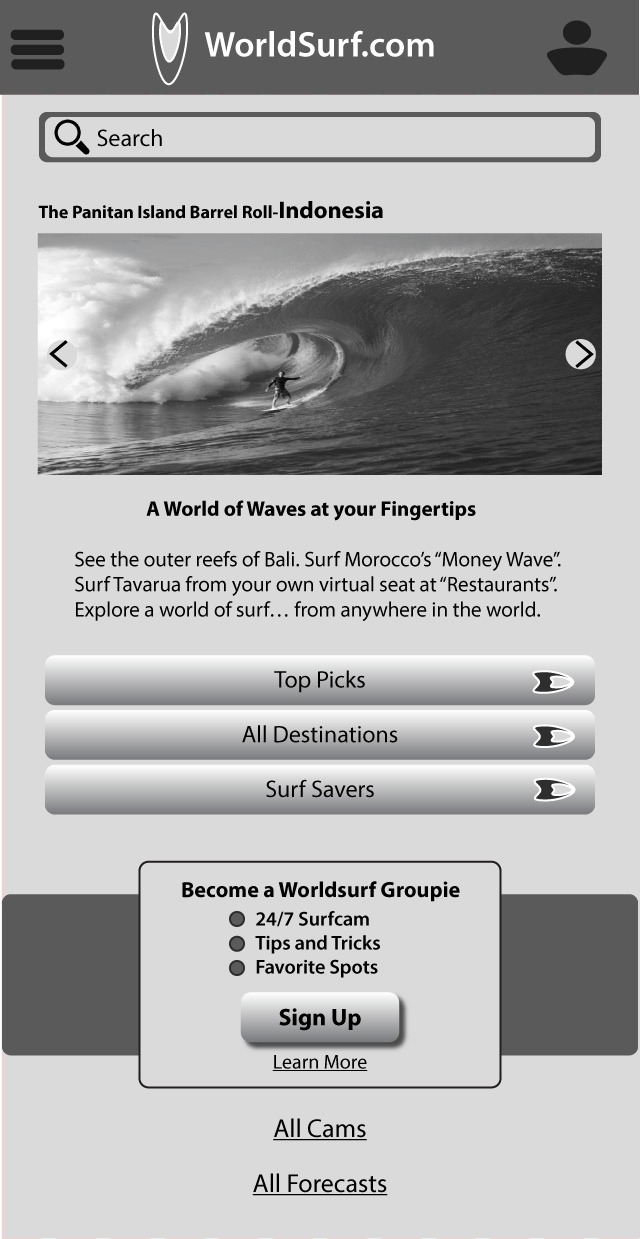 WorldSurf.com
Search
The Panitan Island Barrel Roll-Indonesia
A World of Waves at your Fingertips
See the outer reefs of Bali. Surf Morocco’s “Money Wave”.
Surf Tavarua from your own virtual seat at “Restaurants”.
Explore a world of surf… from anywhere in the world.
Top Picks
All Destinations
Surf Savers
Become a Worldsurf Groupie
24/7 Surfcam
Tips and Tricks
Favorite Spots
Sign Up
Learn More
All Cams
All Forecasts